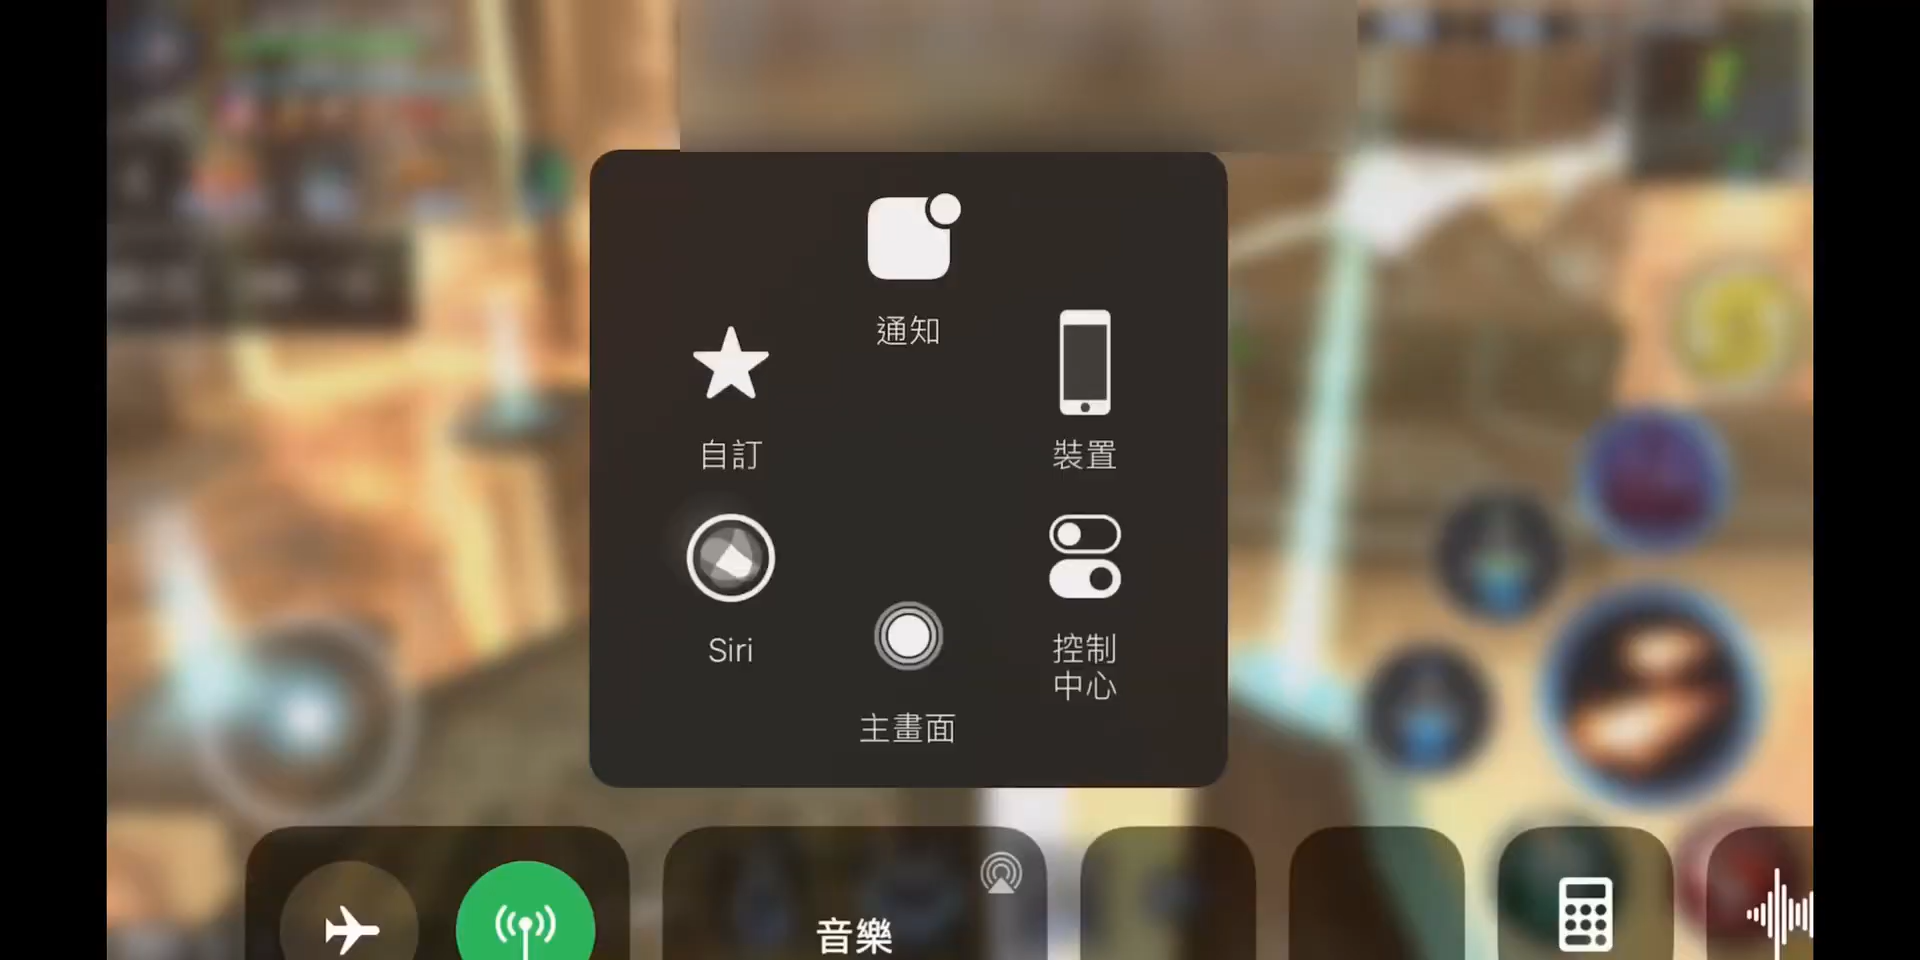 通知
自訂
裝置
Siri
控制
中心
主畫面
音樂